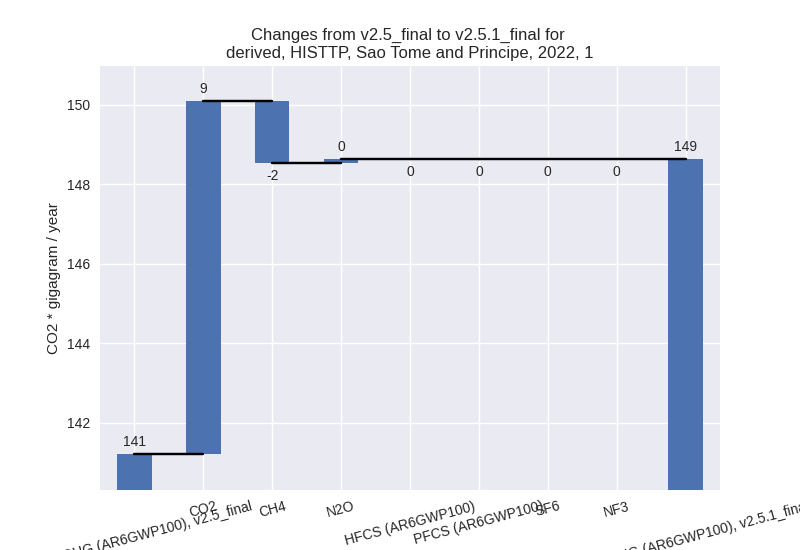 Changes from v2.5_final to v2.5.1_final for
derived, HISTTP, Sao Tome and Principe, 2022, 1
CO2 * gigagram / year
150
148
146
144
142
141
9
-2
0
0
0
0
0
149
(AR6GWP100), v2.5_final
CO2
CH4
N2O
HFCS (AR6GWP100)
PFCS (AR6GWP100)
SF6
NF3
(AR6GWP100), v2.5.1_final